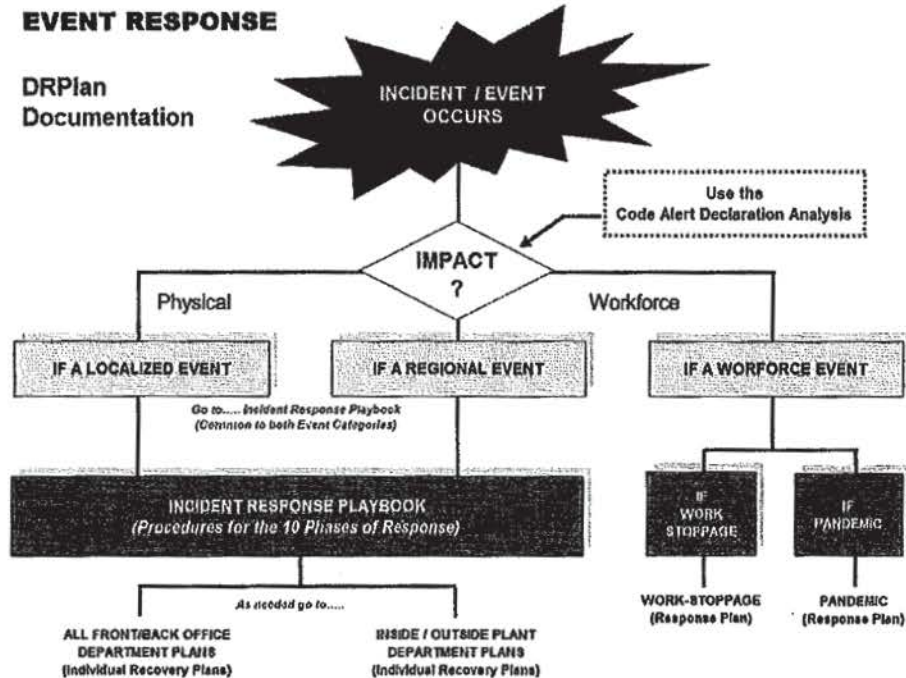 EVENT RESPONSE
DRPlan
Documentation
INCIDENT / EVENT
OCCURS
Use the
Code Alert Declaration Analysis
IMPACT
?
Physical
Workforce
IF A LOCALIZED EVENT
IF A REGIONAL EVENT
IF A WORFORCE EVENT
Go to..... Incident Response Playbook
(Common to both Event Categories)
INCIDENT RESPONSE PLAYBOOK
(Procedures for the 10 Phases of Response)
IF
WORK
STOPPAGE
IF
PANDEMIC
As needed go to.....
WORK-STOPPAGE
(Response Plan)
PANDEMIC
(Response Plan)
ALL FRONT/BACK OFFICE
DEPARTMENT PLANS
(Individual Recovery Plans)
INSIDE / OUTSIDE PLANT
DEPARTMENT PLANS
(Individual Recovery Plans)